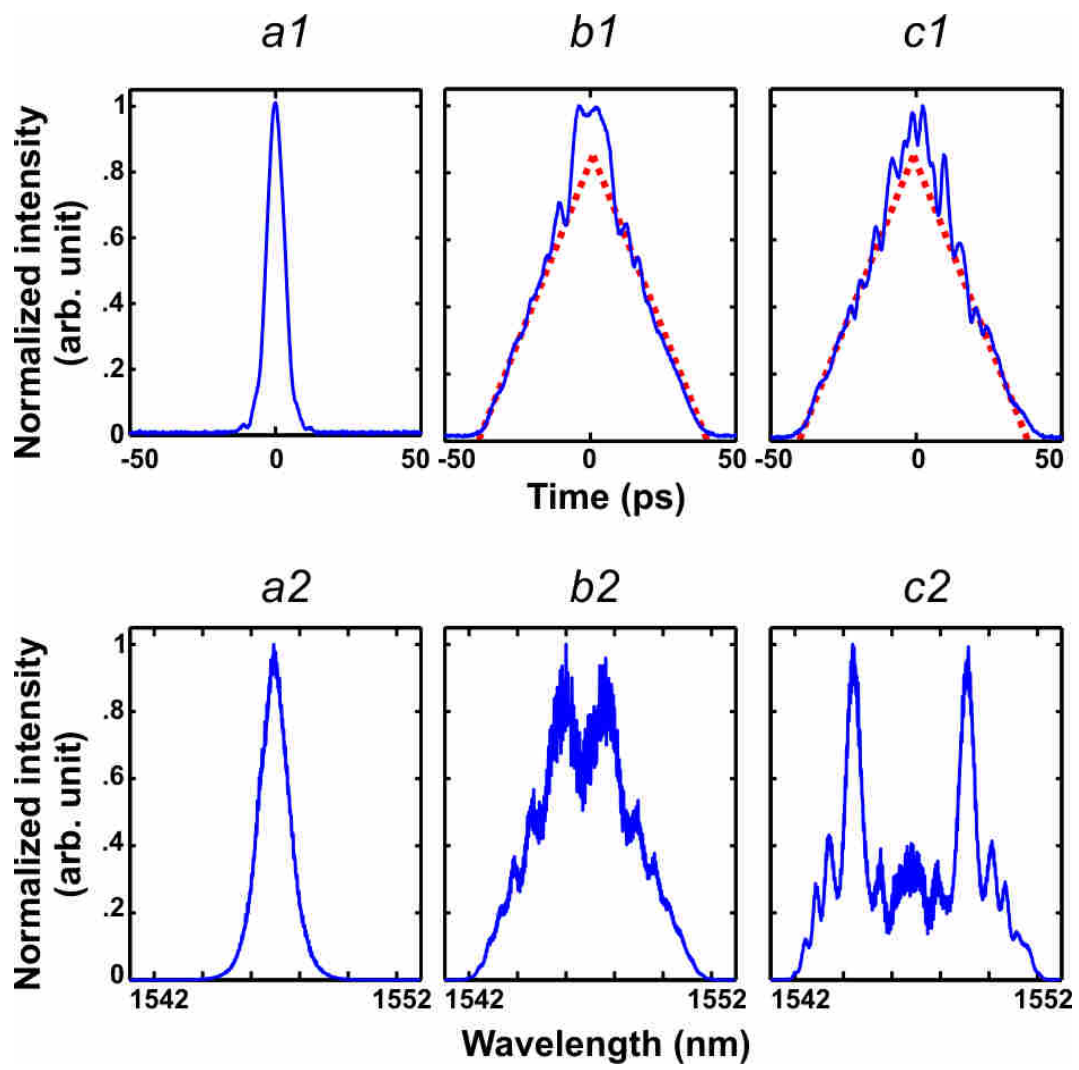 a1 b1 c1
Normalized intensity
(arb. unit)
1
.8
.6
.4
.2
0
-50 0 50 -50 0 50 -50 0 50
Time (ps)
a2 b2 c2
Normalized intensity
(arb. unit)
1
.8
.6
.4
.2
0
1542 1552 1542 1552 1542 1552
Wavelength (nm)